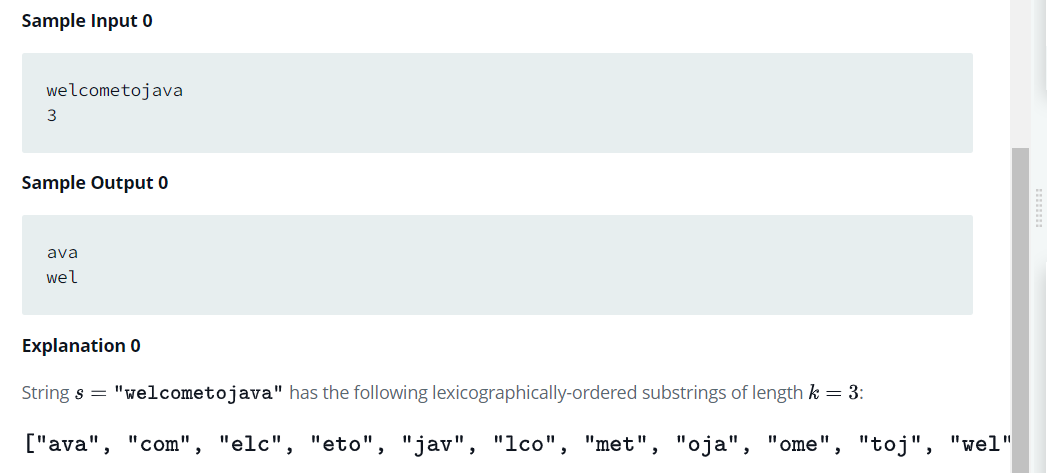 Sample Input 0
welcometojava
3
Sample Output 0
ava
wel
Explanation 0
String s = "welcometojava" has the following lexicographically-ordered substrings of length k = 3:
["ava", "com", "elc", "eto", "jav", "lco", "met", "oja", "ome", "toj", "wel"